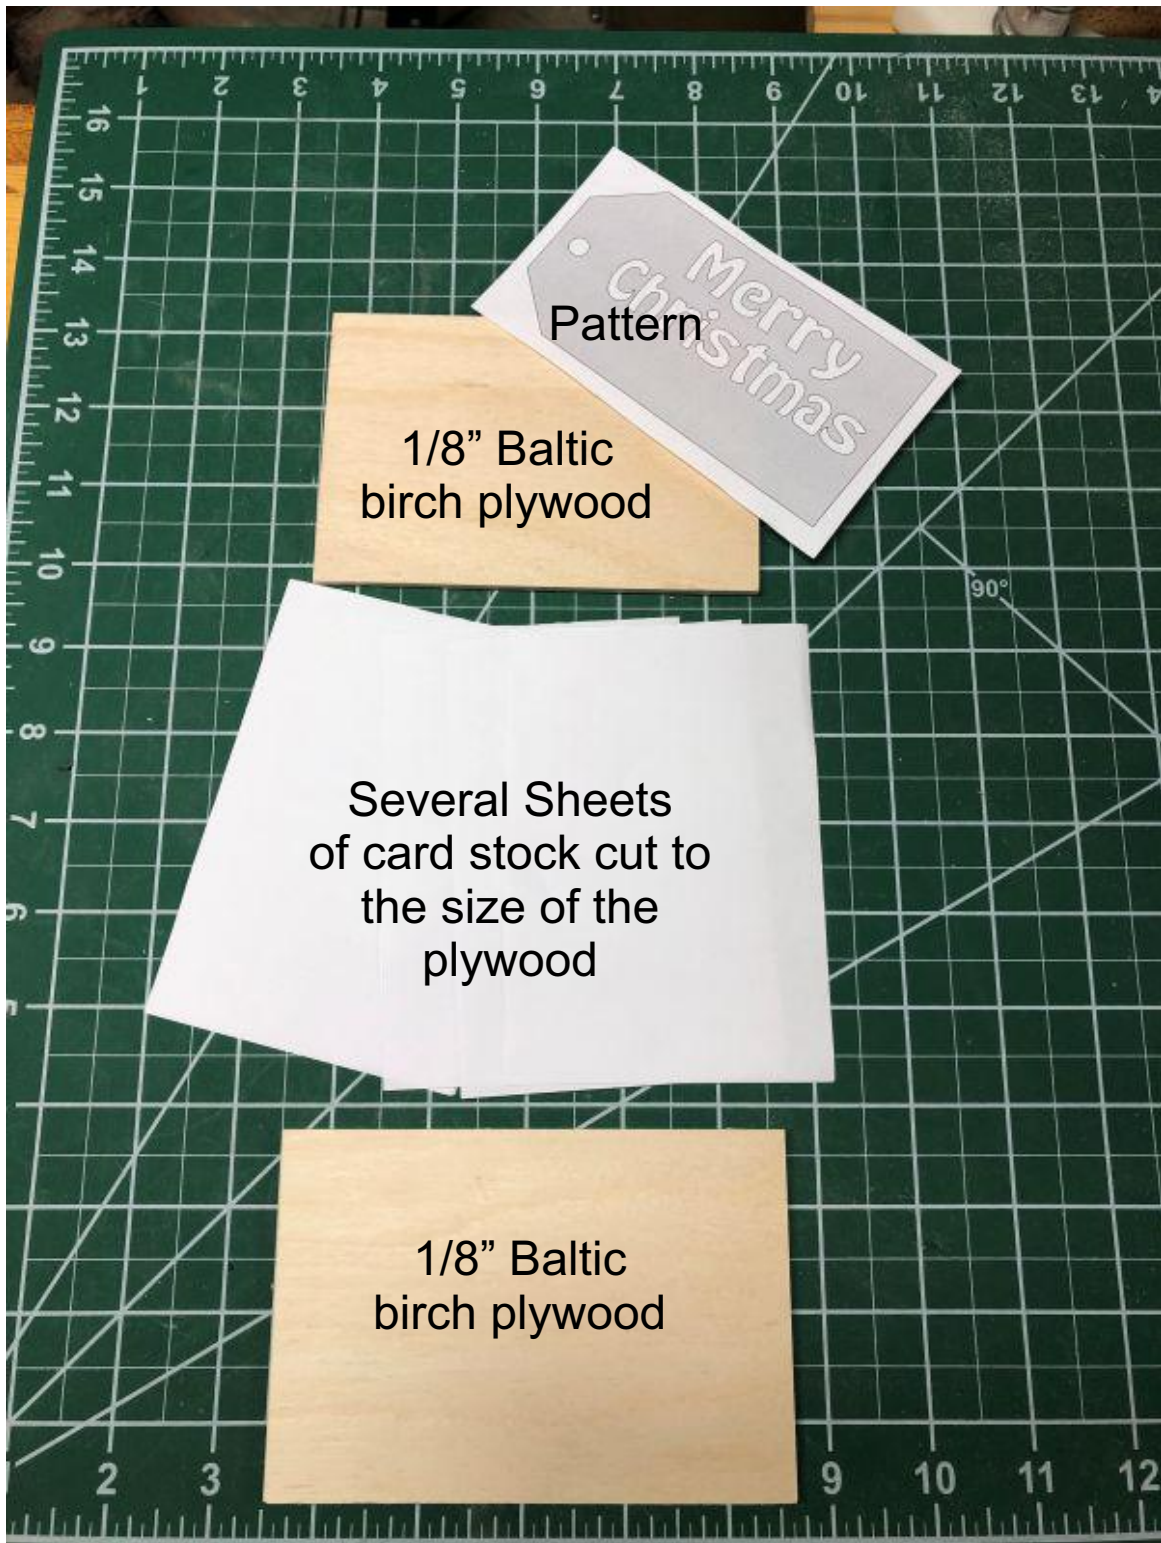 1 2 3 4 5 6 7 8 9 10 11 12 13
16
15
14
13
12
11
10
9
8
7
6
5
Merry
Christmas
Pattern
1/8” Baltic
birch plywood
90°
Several Sheets
of card stock cut to
the size of the
plywood
1/8” Baltic
birch plywood
2 3 9 10 11 12